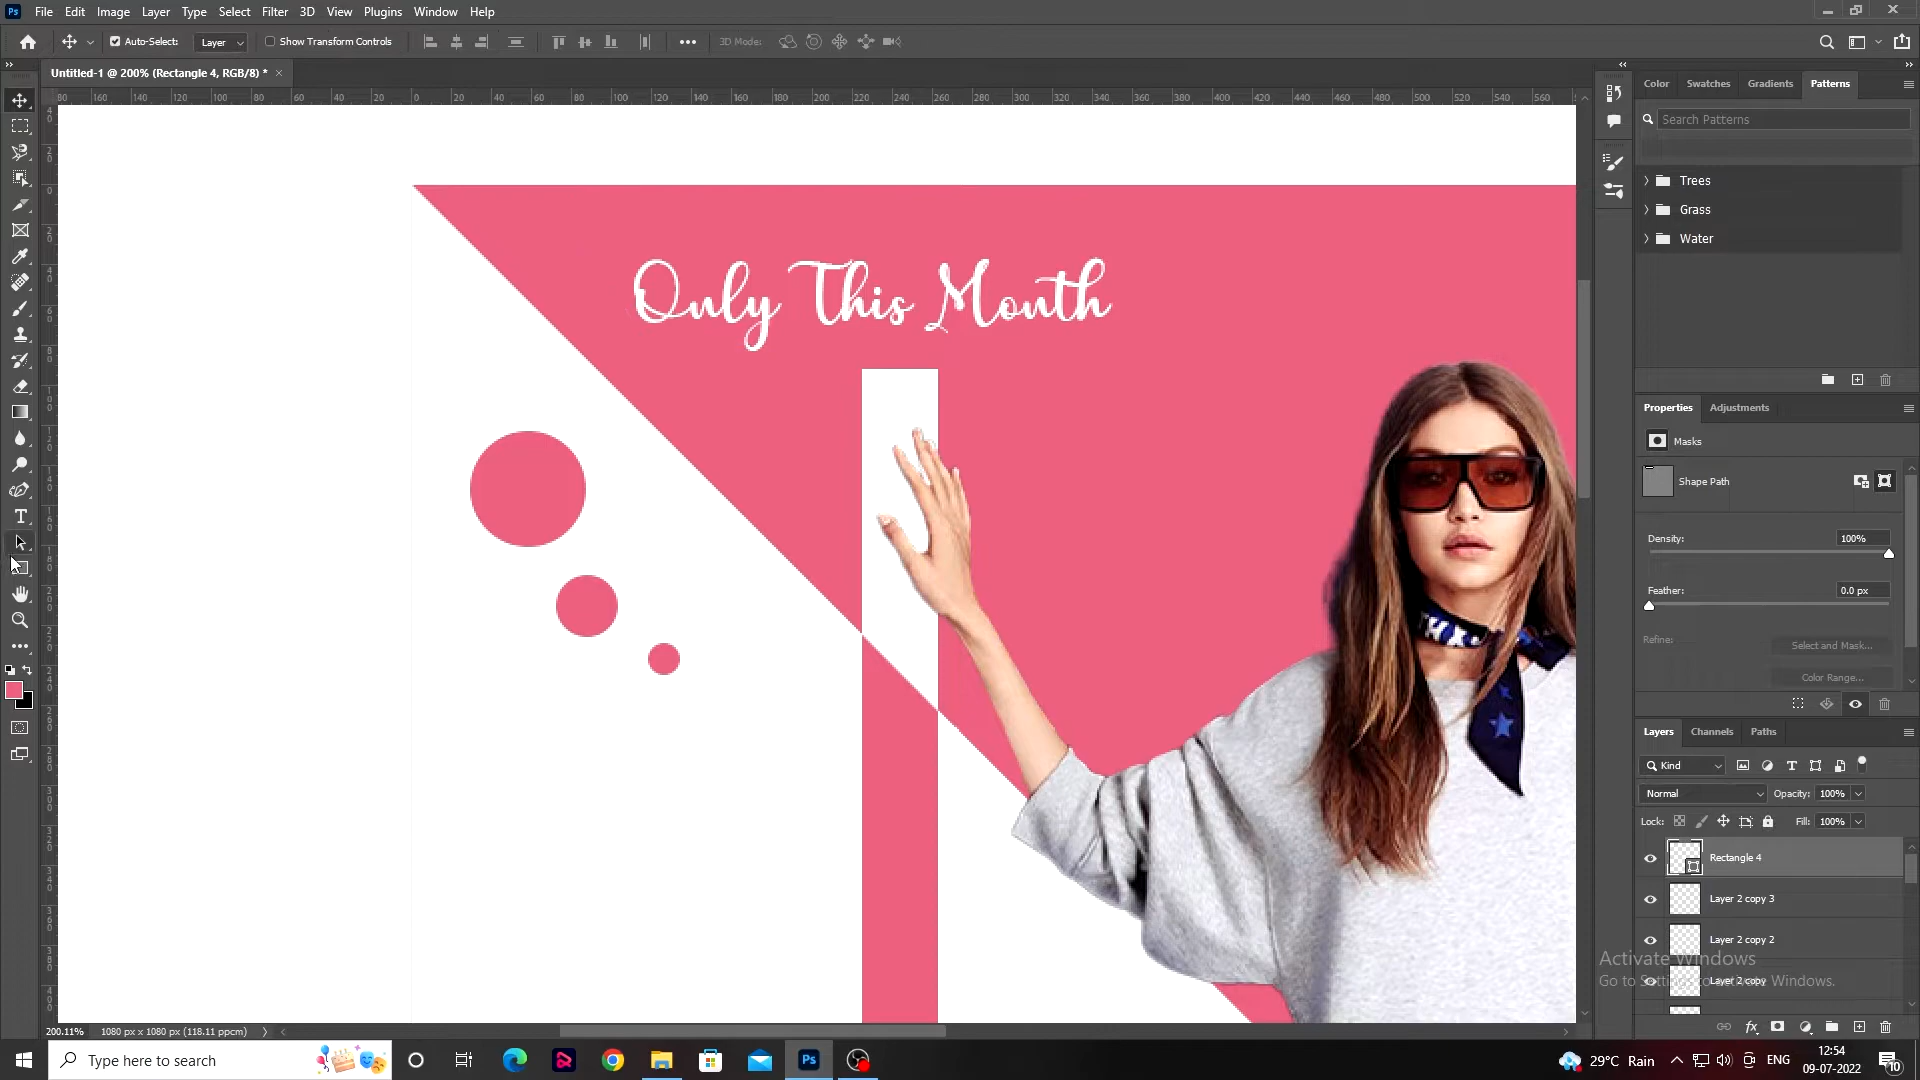 File Edit Image Layer Type Select Filter 3D View Plugins Window Help
Auto-Select: Layer Show Transform Controls 3D Mode:
Untitled-1 @ 200% (Rectangle 4, RGB/8) *
Color Swatches Gradients Patterns
Search Patterns
Trees
Grass
Water
Only This Month
Properties Adjustments
Masks
Shape Path
Density: 100%
Feather: 0.0 px
Refine: Select and Mask...
Color Range...
Layers Channels Paths
Kind
Normal Opacity: 100%
Lock: Fill: 100%
Rectangle 4
Layer 2 copy 3
Layer 2 copy 2
Layer 2 copy
Activate Windows
Go to Settings to activate Windows.
200.11% 1080 px x 1080 px (118.11 ppcm)
Type here to search
29°C Rain ENG 12:54
09-07-2022
10